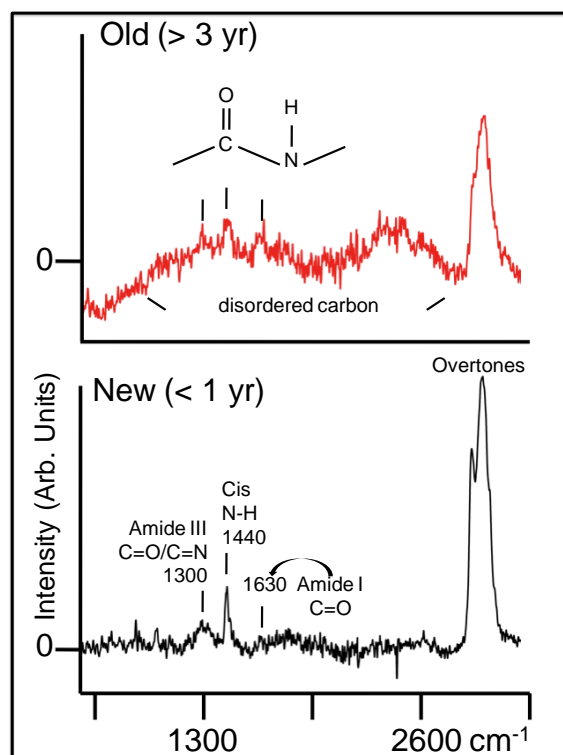 Old (> 3 yr)
O
H
C
N
0
disordered carbon
Overtones
New (< 1 yr)
Intensity (Arb. Units)
Cis
N-H
1440
Amide III
C=O/C=N
1300
1630
Amide I
C=O
0
1300
2600 cm⁻¹